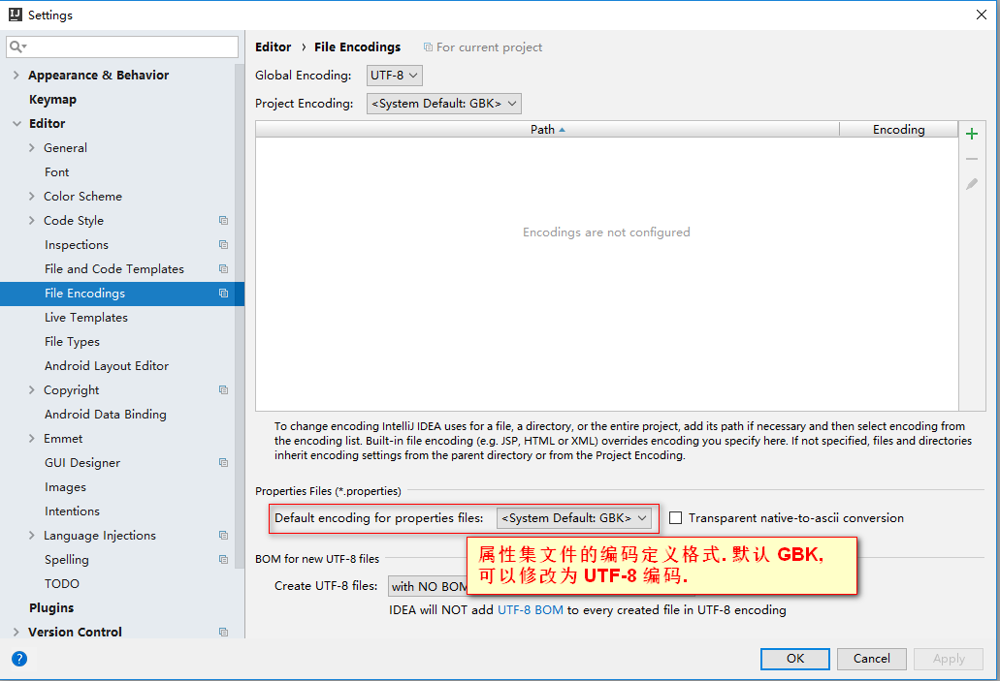 Settings
Editor › File Encodings For current project
Global Encoding: UTF-8
Project Encoding: <System Default: GBK>
Path Encoding
Encodings are not configured
To change encoding IntelliJ IDEA uses for a file, a directory, or the entire project, add its path if necessary and then select encoding from
the encoding list. Built-in file encoding (e.g. JSP, HTML or XML) overrides encoding you specify here. If not specified, files and directories
inherit encoding settings from the parent directory or from the Project Encoding.
Properties Files (*.properties)
Default encoding for properties files: <System Default: GBK> Transparent native-to-ascii conversion
属性集文件的编码定义格式. 默认 GBK,
可以修改为 UTF-8 编码.
BOM for new UTF-8 files
Create UTF-8 files: with NO BOM
IDEA will NOT add UTF-8 BOM to every created file in UTF-8 encoding
Appearance & Behavior
Keymap
Editor
General
Font
Color Scheme
Code Style
Inspections
File and Code Templates
File Encodings
Live Templates
File Types
Android Layout Editor
Copyright
Android Data Binding
Emmet
GUI Designer
Images
Intentions
Language Injections
Spelling
TODO
Plugins
Version Control
?
OK Cancel Apply